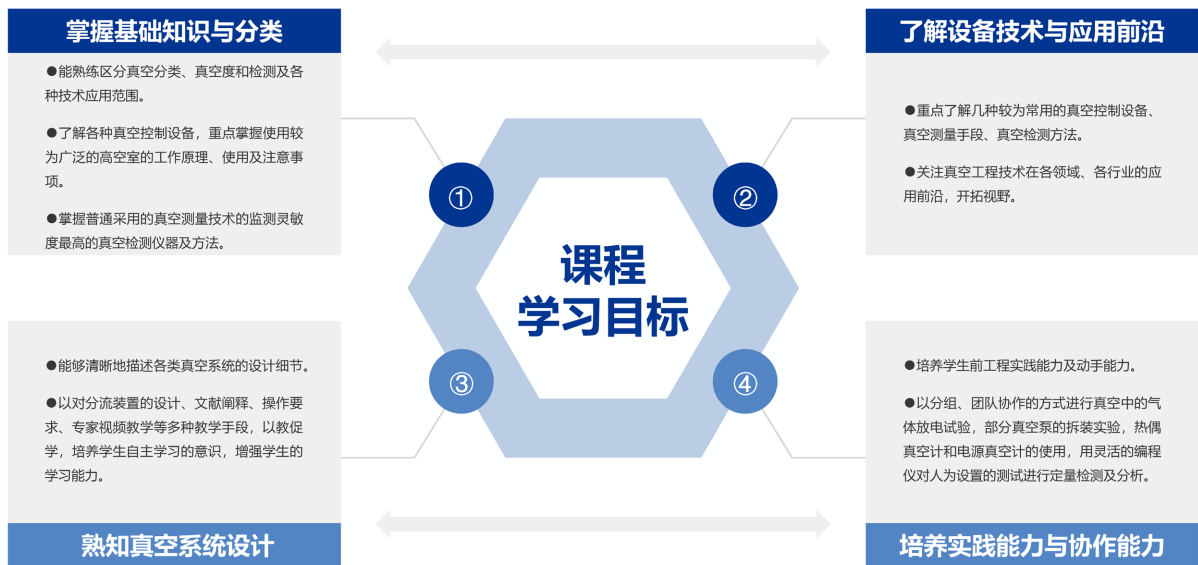 掌握基础知识与分类
●能熟练区分真空分类、真空度和检测及各
种技术应用范围。
●了解各种真空控制设备，重点掌握使用较
为广泛的高空室的工作原理、使用及注意事
项。
●掌握普通采用的真空测量技术的监测灵敏
度最高的真空检测仪器及方法。
了解设备技术与应用前沿
●重点了解几种较为常用的真空控制设备、
真空测量手段、真空检测方法。
●关注真空工程技术在各领域、各行业的应
用前沿，开拓视野。
①
②
课程
学习目标
③
④
●能够清晰地描述各类真空系统的设计细节。
●以对分流装置的设计、文献阐释、操作要
求、专家视频教学等多种教学手段，以教促
学，培养学生自主学习的意识，增强学生的
学习能力。
熟知真空系统设计
●培养学生前工程实践能力及动手能力。
●以分组、团队协作的方式进行真空中的气
体放电试验，部分真空泵的拆装实验，热偶
真空计和电源真空计的使用，用灵活的编程
仪对人为设置的测试进行定量检测及分析。
培养实践能力与协作能力